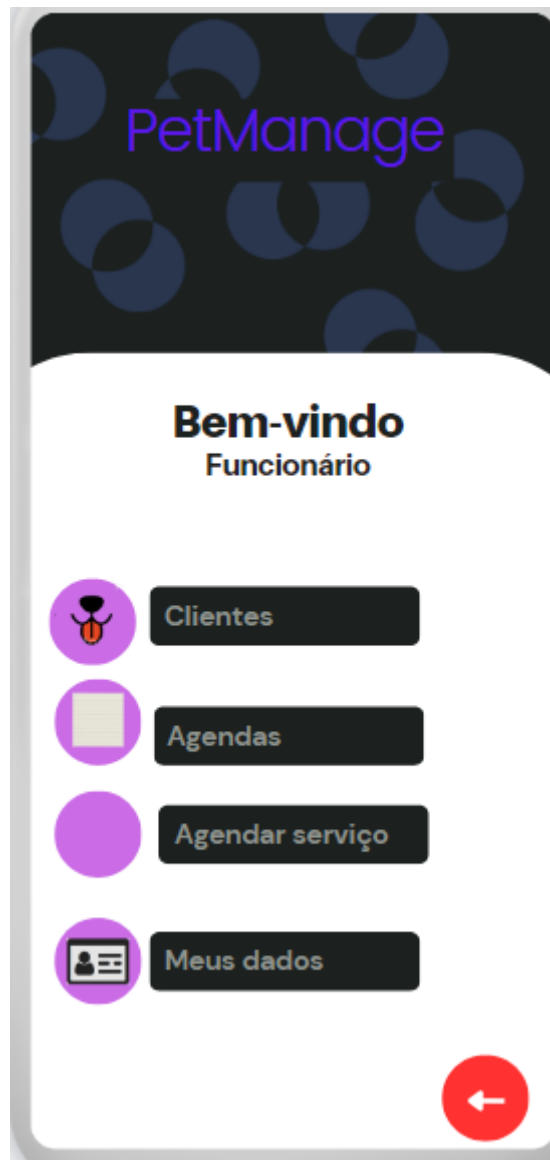 PetManage
Bem-vindo
Funcionário
Clientes
Agendas
Agendar serviço
Meus dados